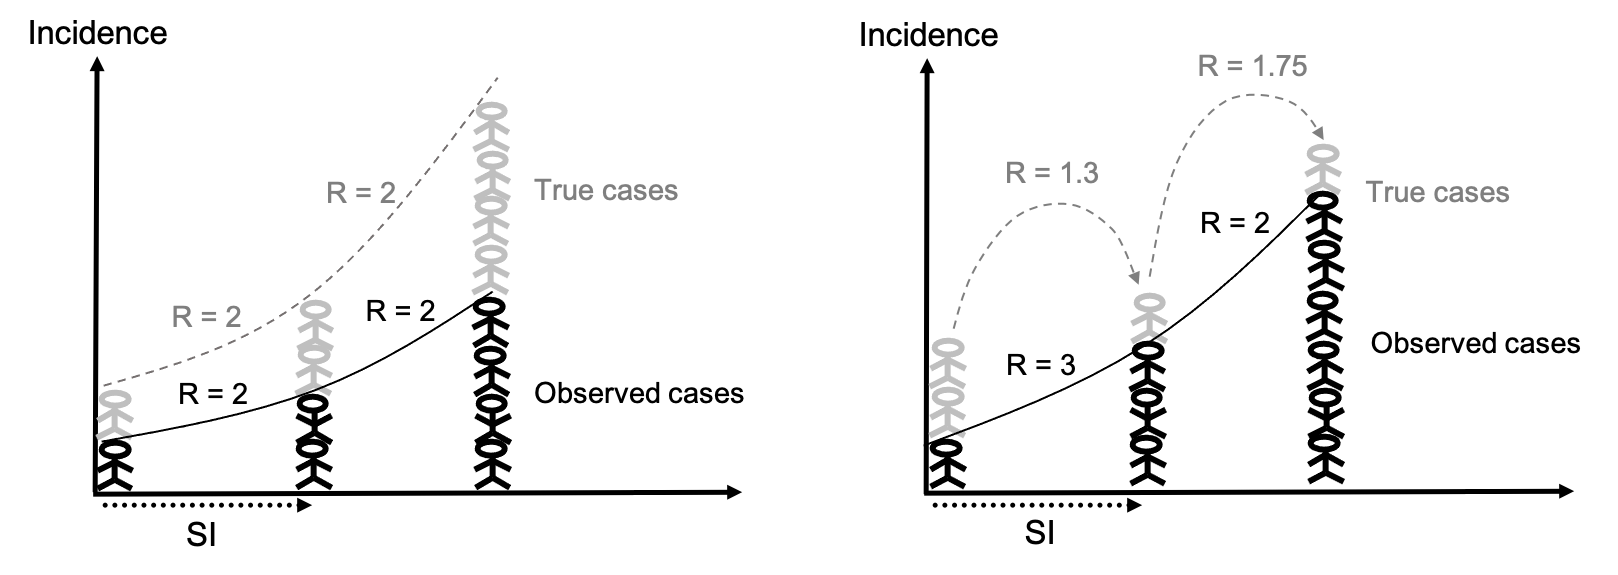 Incidence
R = 2
True cases
R = 2
R = 2
R = 2
Observed cases
SI
Incidence
R = 1.75
R = 1.3
True cases
R = 2
Observed cases
R = 3
SI